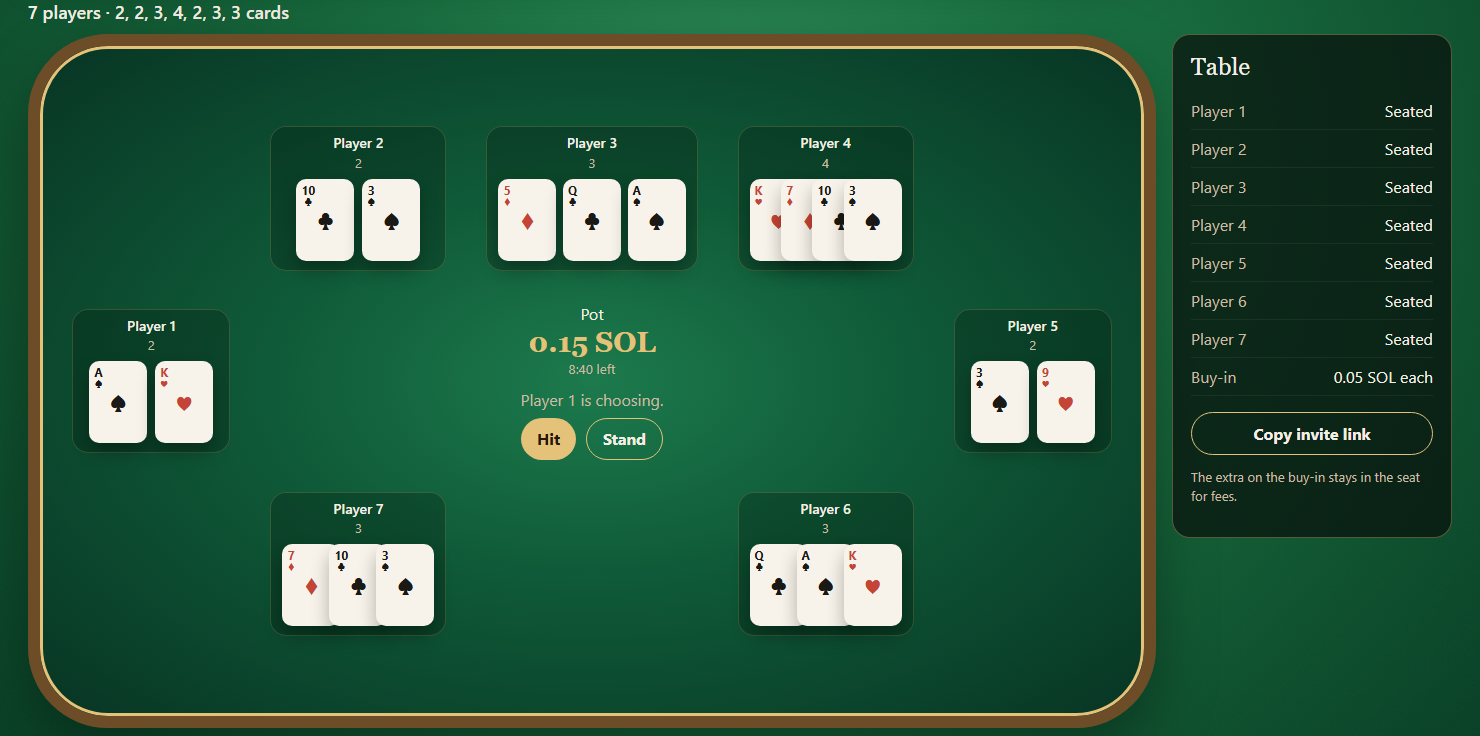 7 players · 2, 2, 3, 4, 2, 3, 3 cards
Player 2
2
10
3
Player 3
3
5
Q
A
Player 4
4
K
7
10
3
Player 1
2
A
K
Pot
0.15 SOL
8:40 left
Player 1 is choosing.
Hit
Stand
Player 5
2
3
9
Player 7
3
7
10
3
Player 6
3
Q
A
K
Table
Player 1 Seated
Player 2 Seated
Player 3 Seated
Player 4 Seated
Player 5 Seated
Player 6 Seated
Player 7 Seated
Buy-in 0.05 SOL each
Copy invite link
The extra on the buy-in stays in the seat
for fees.